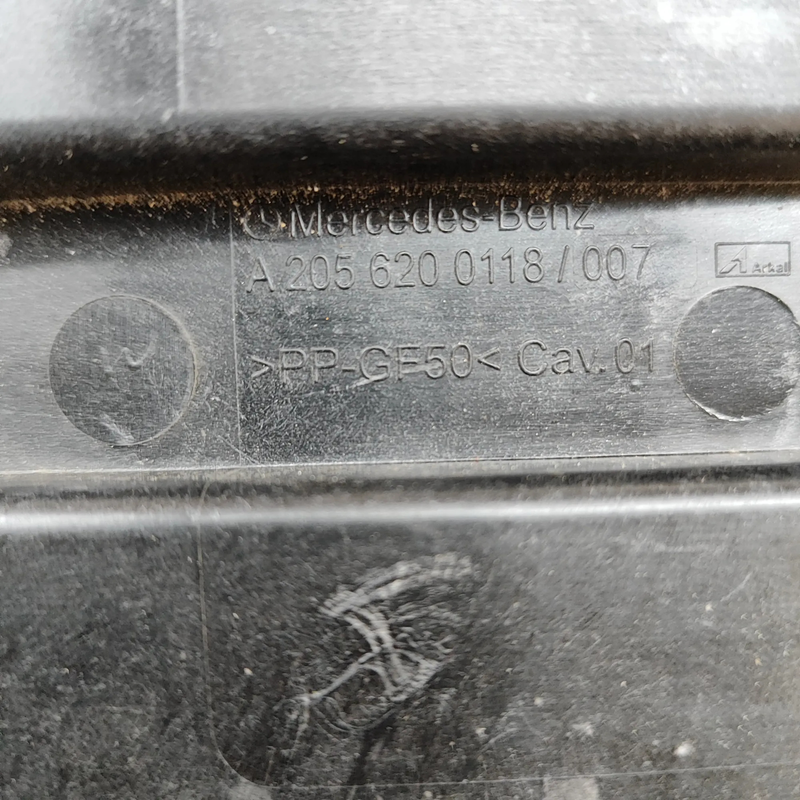 Mercedes-Benz
A 205 620 0118 / 007
Arkal
>PP-GF50< Cav. 01